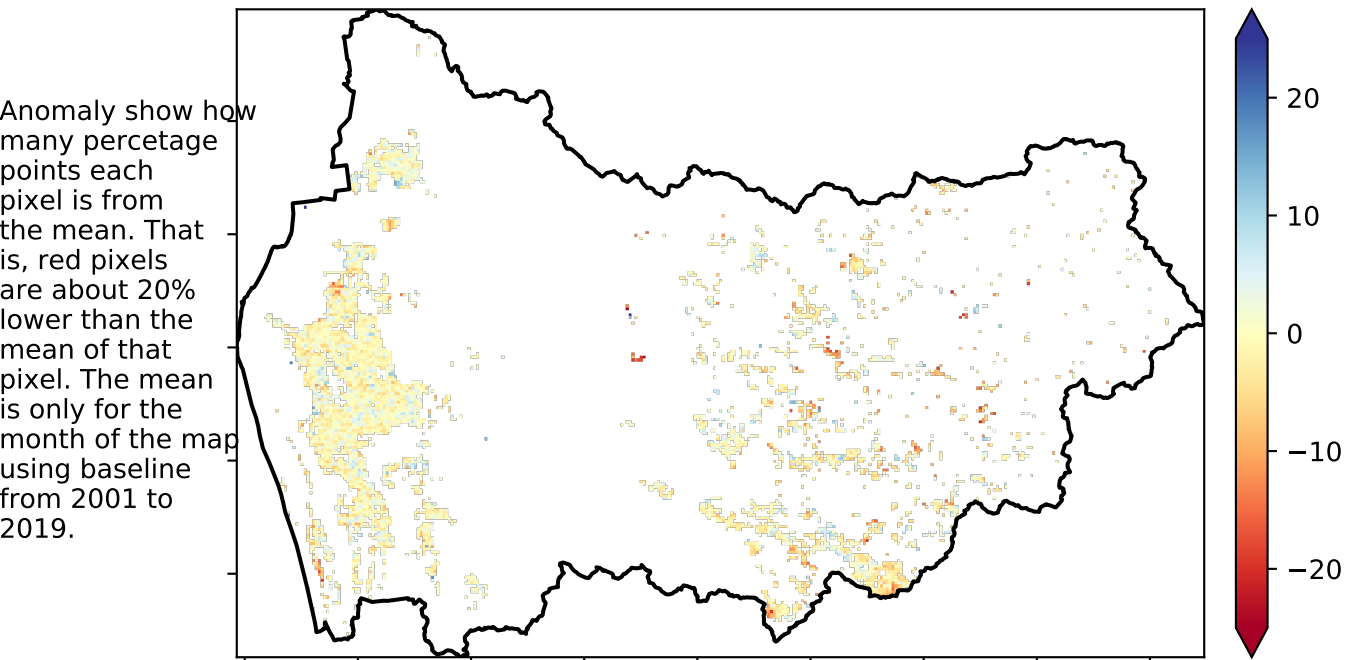 Anomaly show how
many percetage
points each
pixel is from
the mean. That
is, red pixels
are about 20%
lower than the
mean of that
pixel. The mean
is only for the
month of the map
using baseline
from 2001 to
2019.
20
10
0
−10
−20